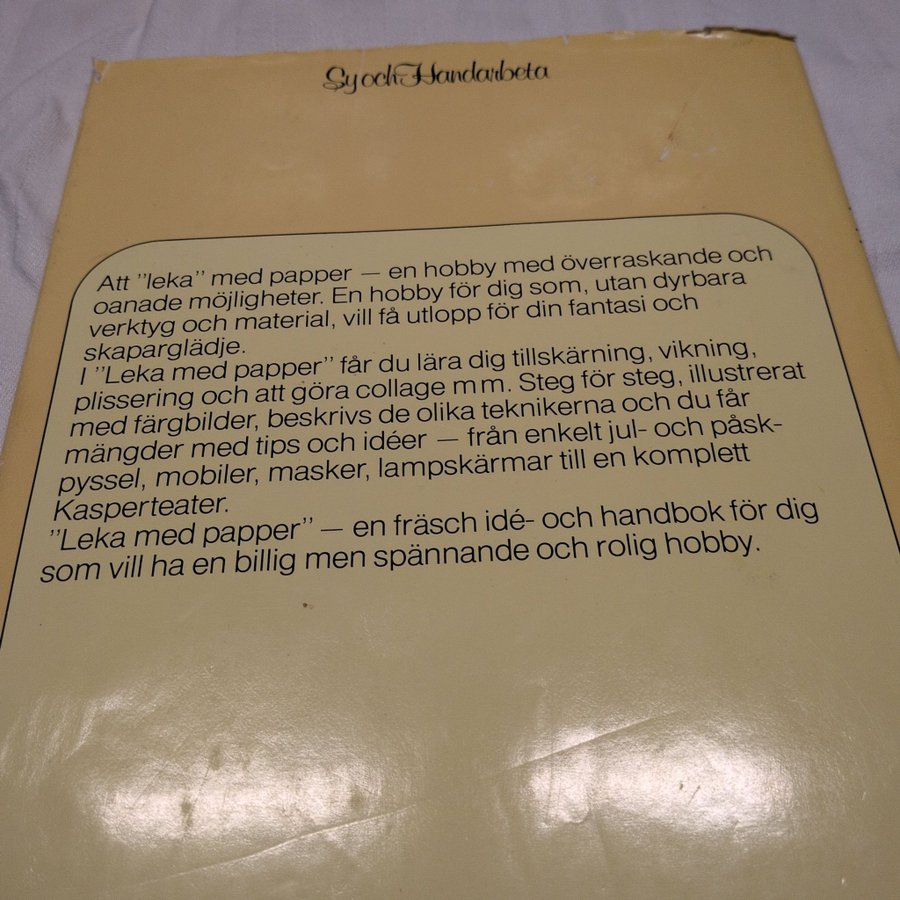 Sy och Handarbeta
Att "leka" med papper — en hobby med överraskande och
oanade möjligheter. En hobby för dig som, utan dyrbara
verktyg och material, vill få utlopp för din fantasi och
skaparglädje.
I "Leka med papper" får du lära dig tillskärning, vikning,
plissering och att göra collage mm. Steg för steg, illustrerat
med färgbilder, beskrivs de olika teknikerna och du får
mängder med tips och idéer — från enkelt jul- och påsk-
pyssel, mobiler, masker, lampskärmar till en komplett
Kasperteater.
"Leka med papper" — en fräsch idé- och handbok för dig
som vill ha en billig men spännande och rolig hobby.